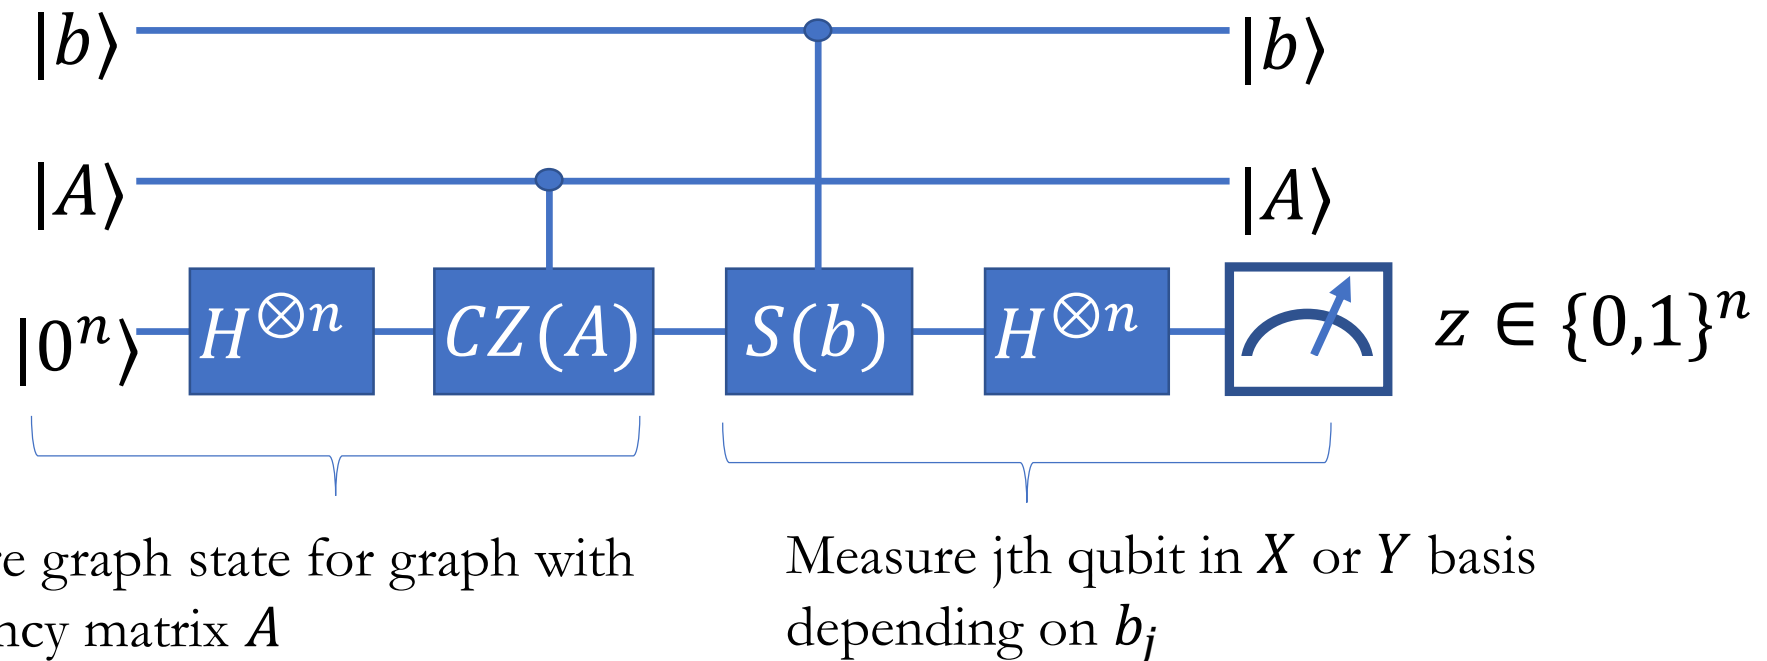 |b⟩ |b⟩
|A⟩ |A⟩
|0ⁿ⟩ H⊗n CZ(A) S(b) H⊗n z ∈ {0,1}ⁿ
graph state for graph with
matrix A
Measure jth qubit in X or Y basis
depending on bⱼ